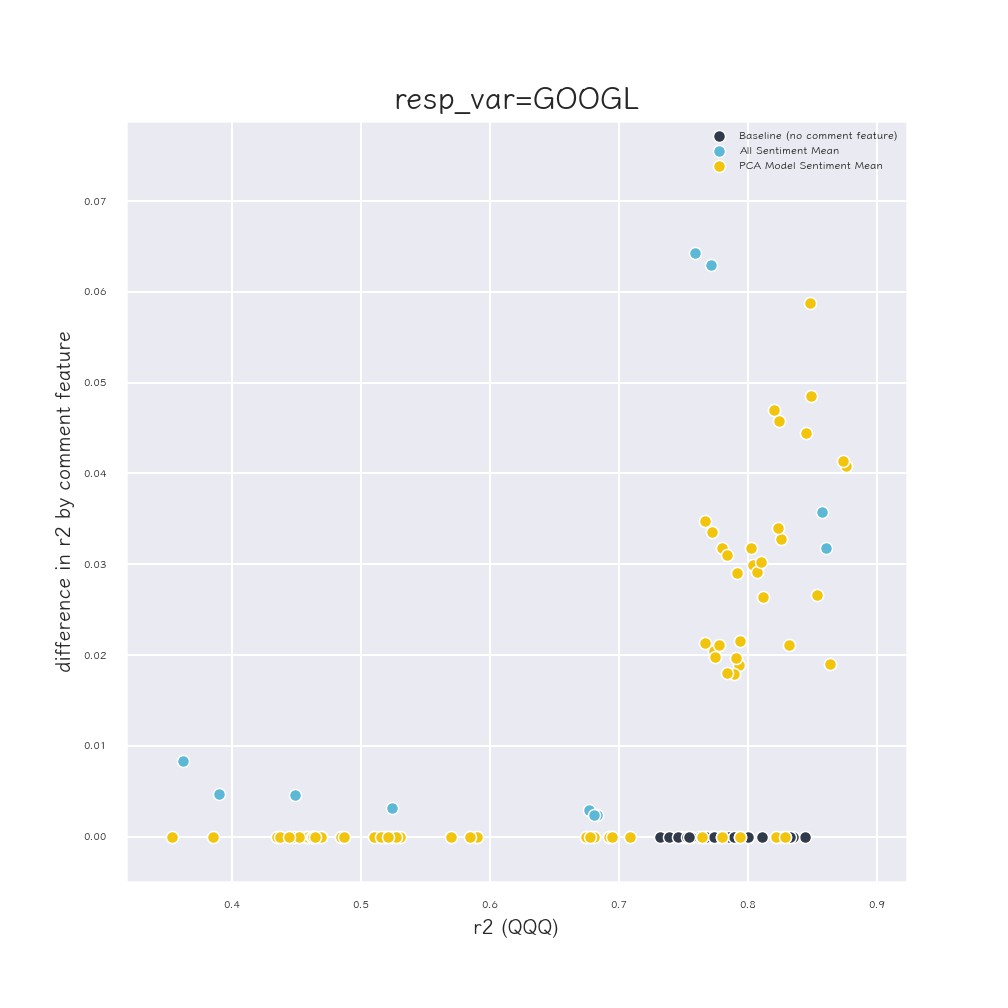 resp_var=GOOGL
Baseline (no comment feature)
All Sentiment Mean
PCA Model Sentiment Mean
difference in r2 by comment feature
0.07
0.06
0.05
0.04
0.03
0.02
0.01
0.00
0.4 0.5 0.6 0.7 0.8 0.9
r2 (QQQ)